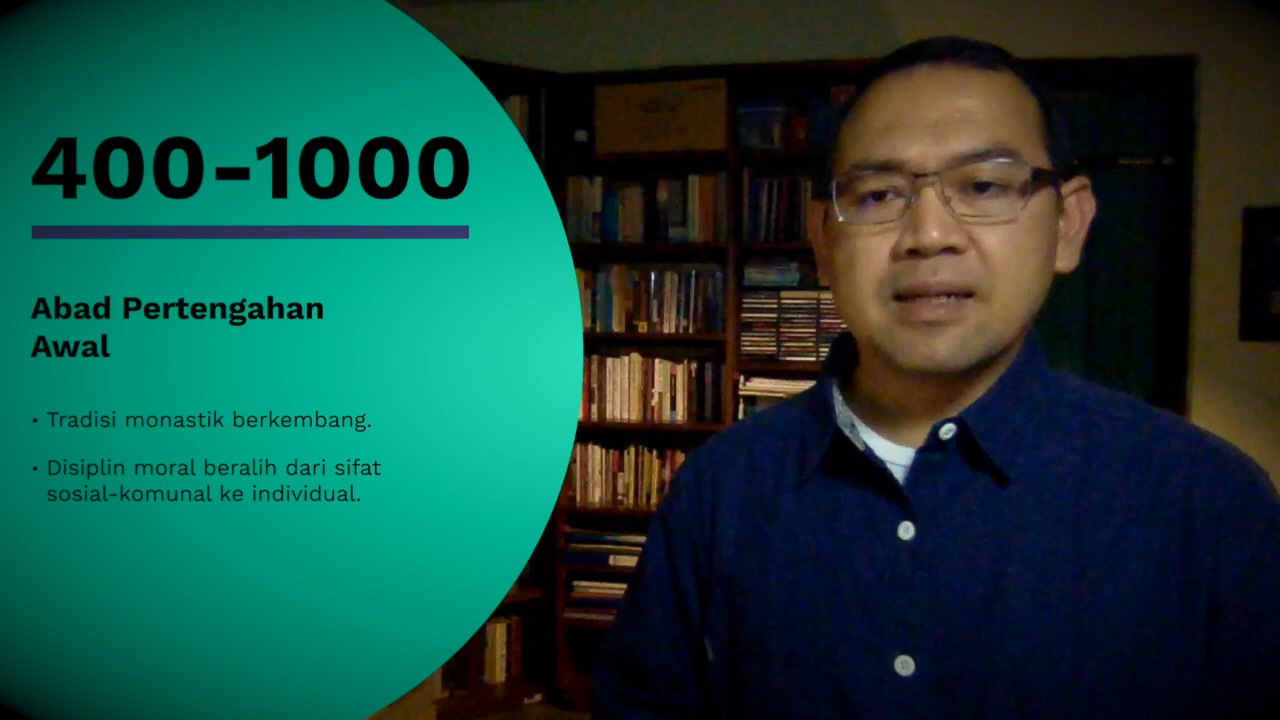 400-1000
Abad Pertengahan
Awal
• Tradisi monastik berkembang.
• Disiplin moral beralih dari sifat
sosial-komunal ke individual.